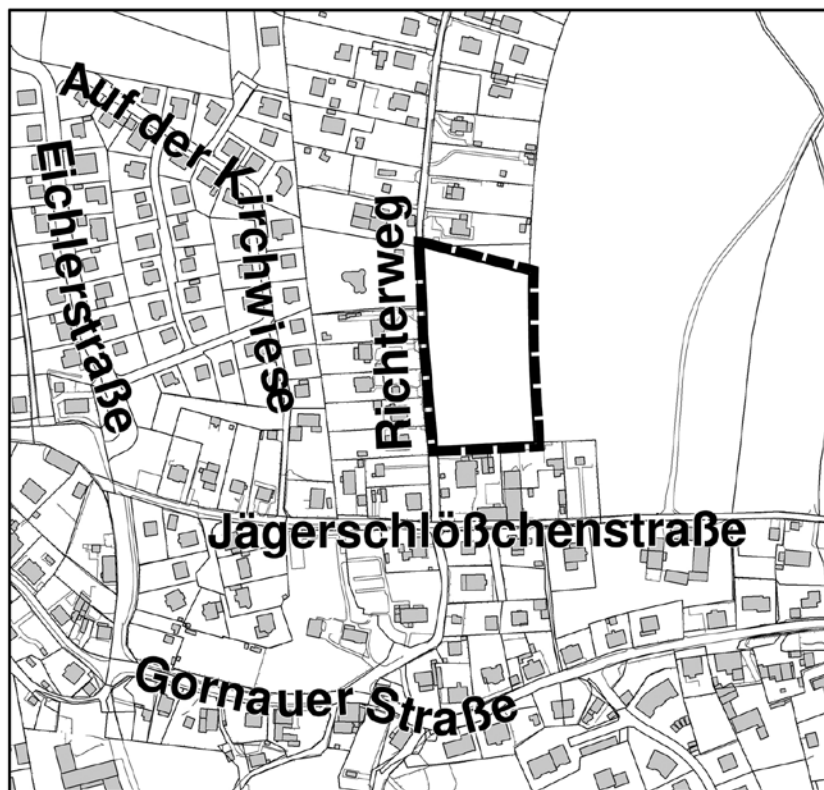 Auf der Kirchwiese
Eichlerstraße
Richterweg
Jägerschlößchenstraße
Gornauer Straße